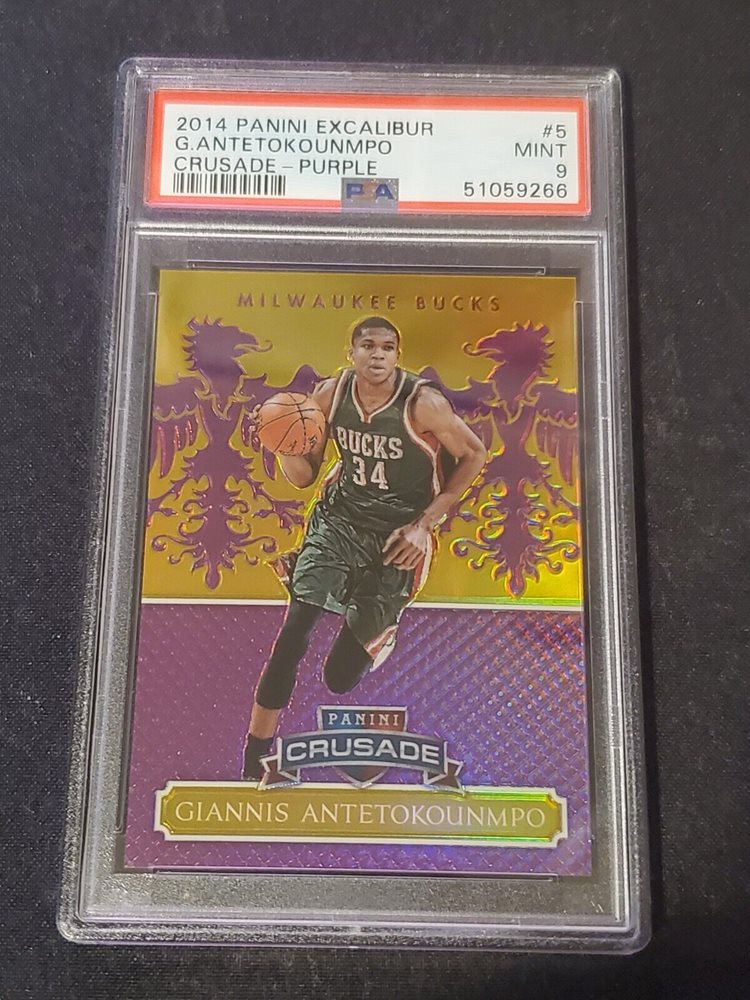 2014 PANINI EXCALIBUR #5
G.ANTETOKOUNMPO MINT
CRUSADE - PURPLE 9
PSA 51059266
MILWAUKEE BUCKS
BUCKS
34
PANINI
CRUSADE
GIANNIS ANTETOKOUNMPO